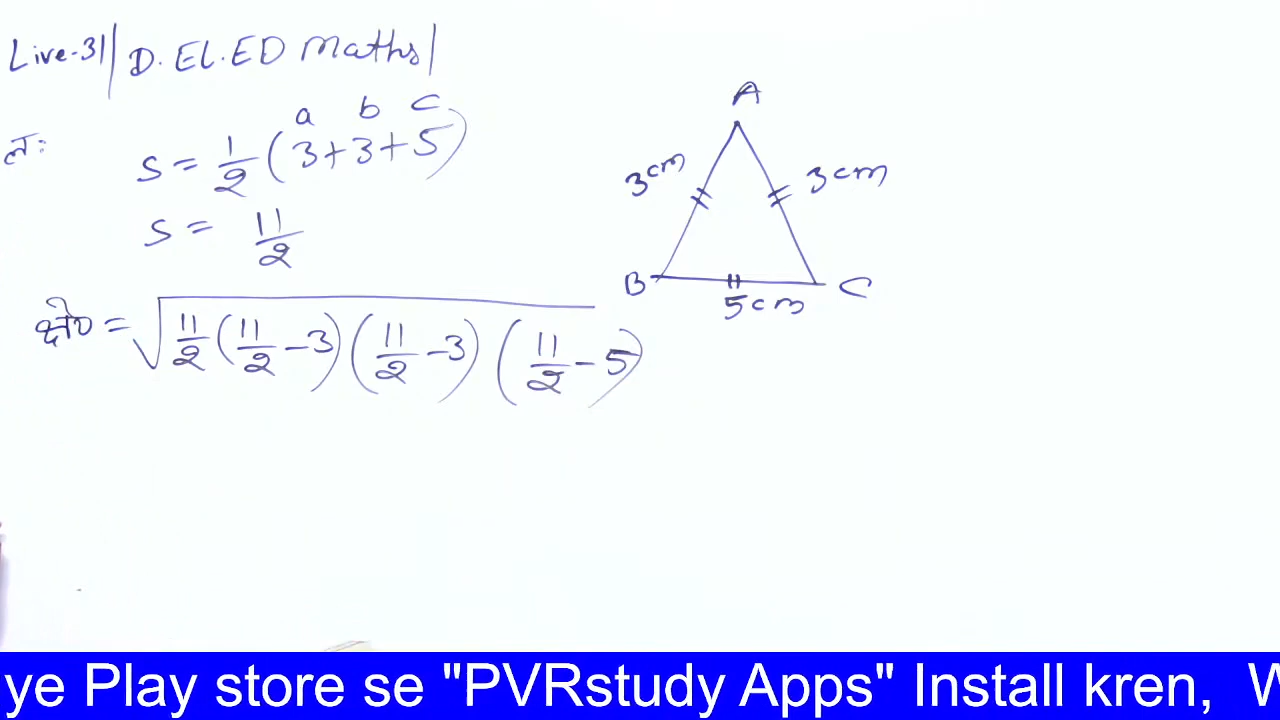 Live-31 | D.EL.ED Maths |
a b c
S = 1/2 (3+3+5)
S = 11/2
क्षे० = √(11/2 (11/2 - 3) (11/2 - 3) (11/2 - 5))
A
3cm 3cm
B C
5cm
ye Play store se "PVRstudy Apps" Install kren, W